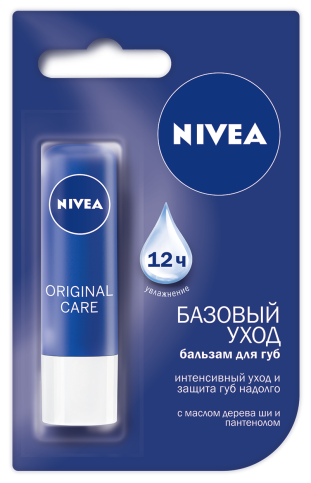 NIVEA
NIVEA
ORIGINAL
CARE
12 ч
увлажнение
БАЗОВЫЙ
УХОД
бальзам для губ
интенсивный уход и
защита губ надолго
с маслом дерева ши и
пантенолом